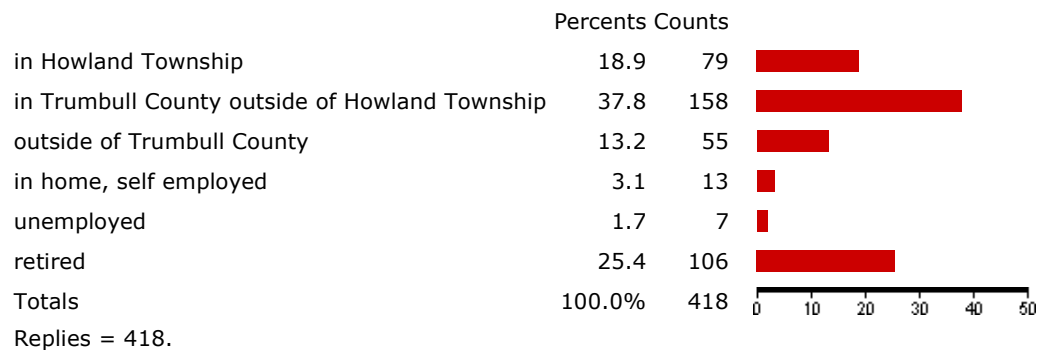 Percents Counts
in Howland Township 18.9 79
in Trumbull County outside of Howland Township 37.8 158
outside of Trumbull County 13.2 55
in home, self employed 3.1 13
unemployed 1.7 7
retired 25.4 106
Totals 100.0% 418 0 10 20 30 40 50
Replies = 418.